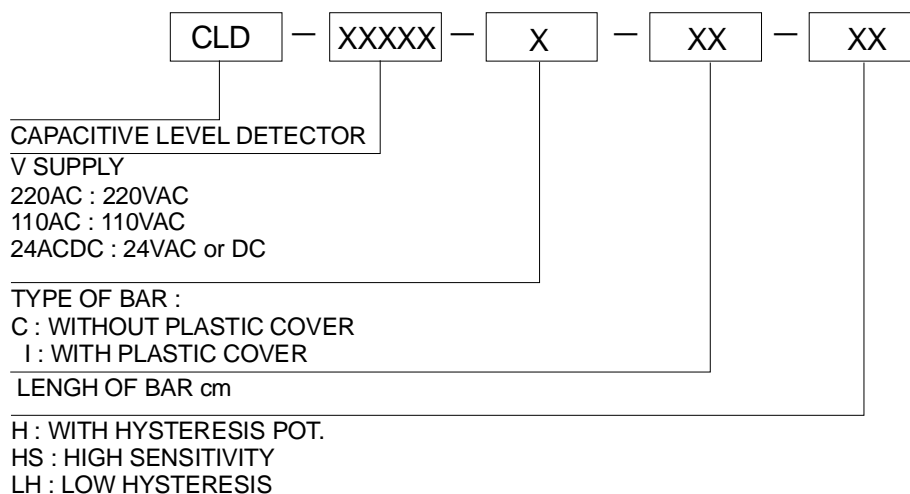 CLD – XXXXX – X – XX – XX
CAPACITIVE LEVEL DETECTOR
V SUPPLY
220AC : 220VAC
110AC : 110VAC
24ACDC : 24VAC or DC
TYPE OF BAR :
C : WITHOUT PLASTIC COVER
I : WITH PLASTIC COVER
LENGH OF BAR cm
H : WITH HYSTERESIS POT.
HS : HIGH SENSITIVITY
LH : LOW HYSTERESIS